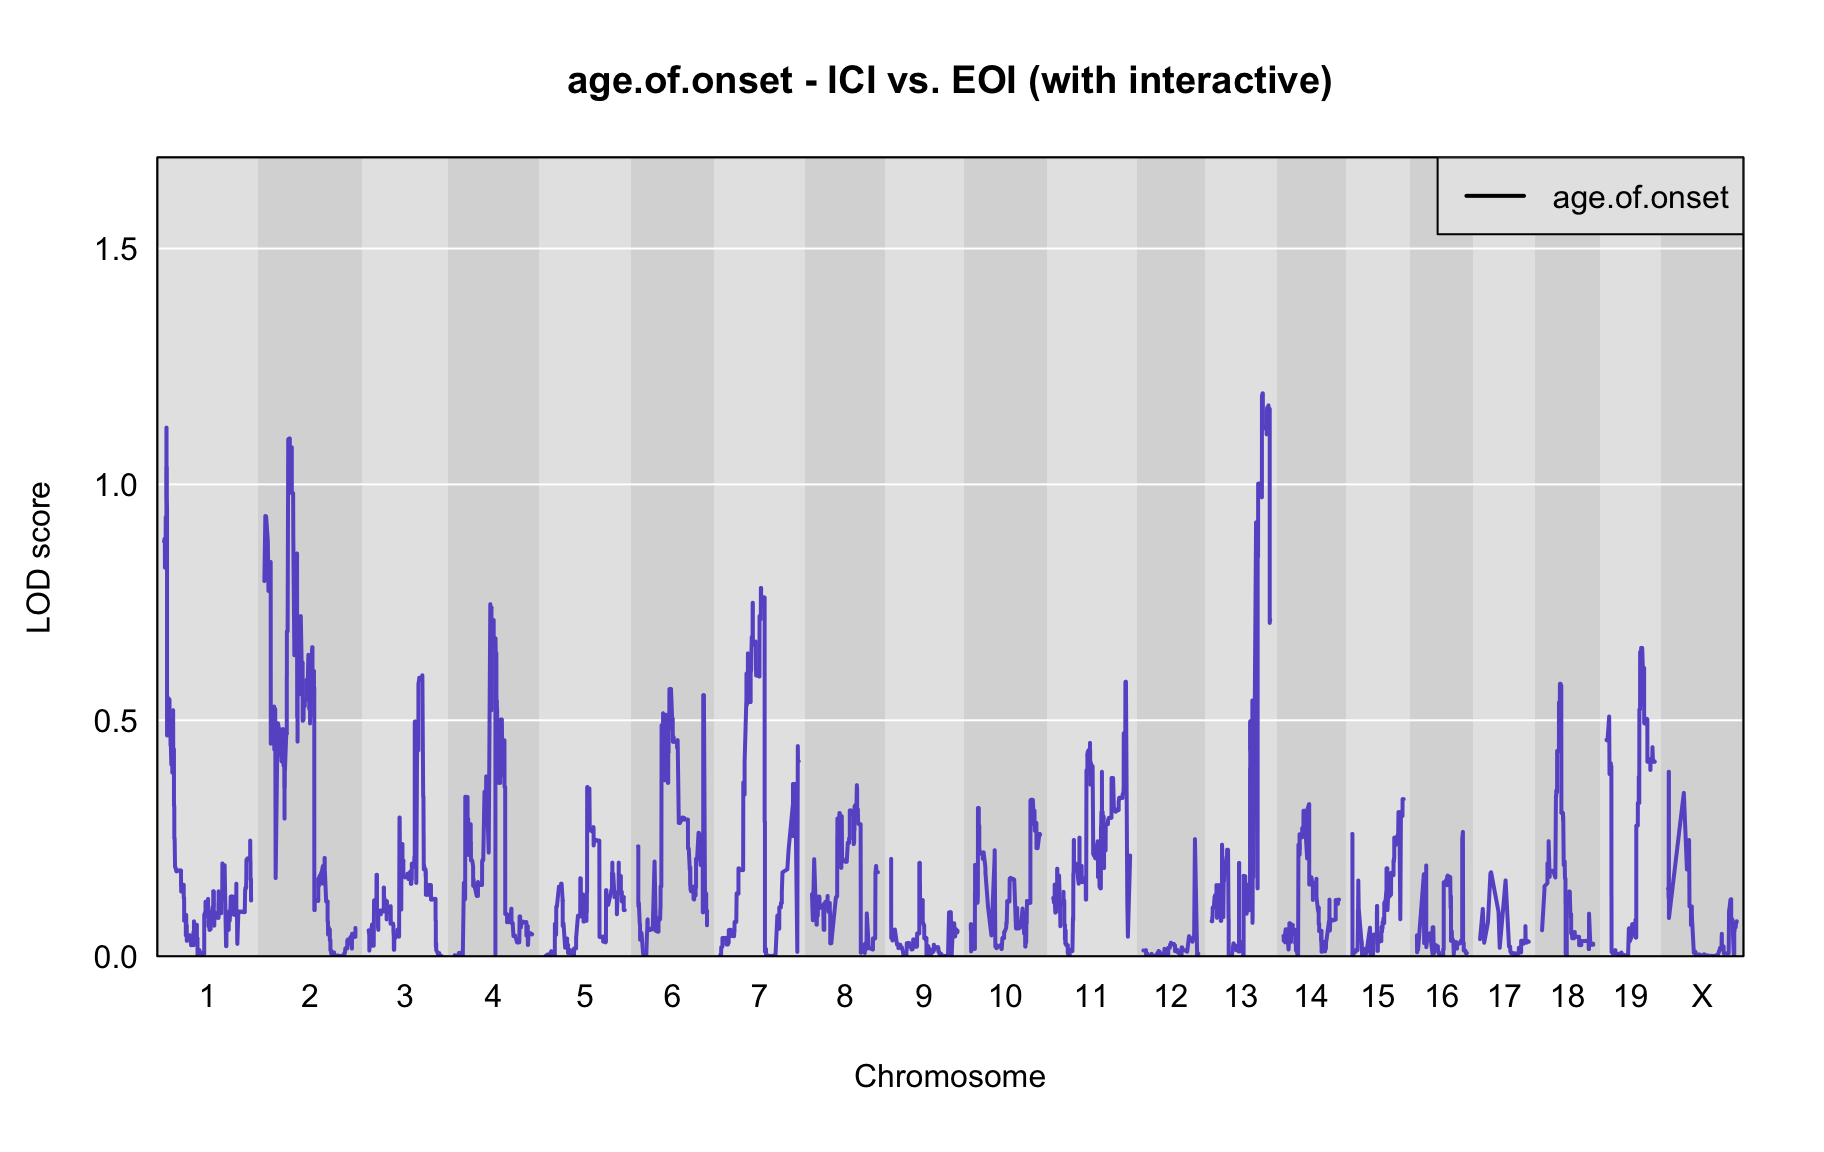 age.of.onset - ICI vs. EOI (with interactive)
age.of.onset
1.5
1.0
0.5
0.0
LOD score
1 2 3 4 5 6 7 8 9 10 11 12 13 14 15 16 17 18 19 X
Chromosome